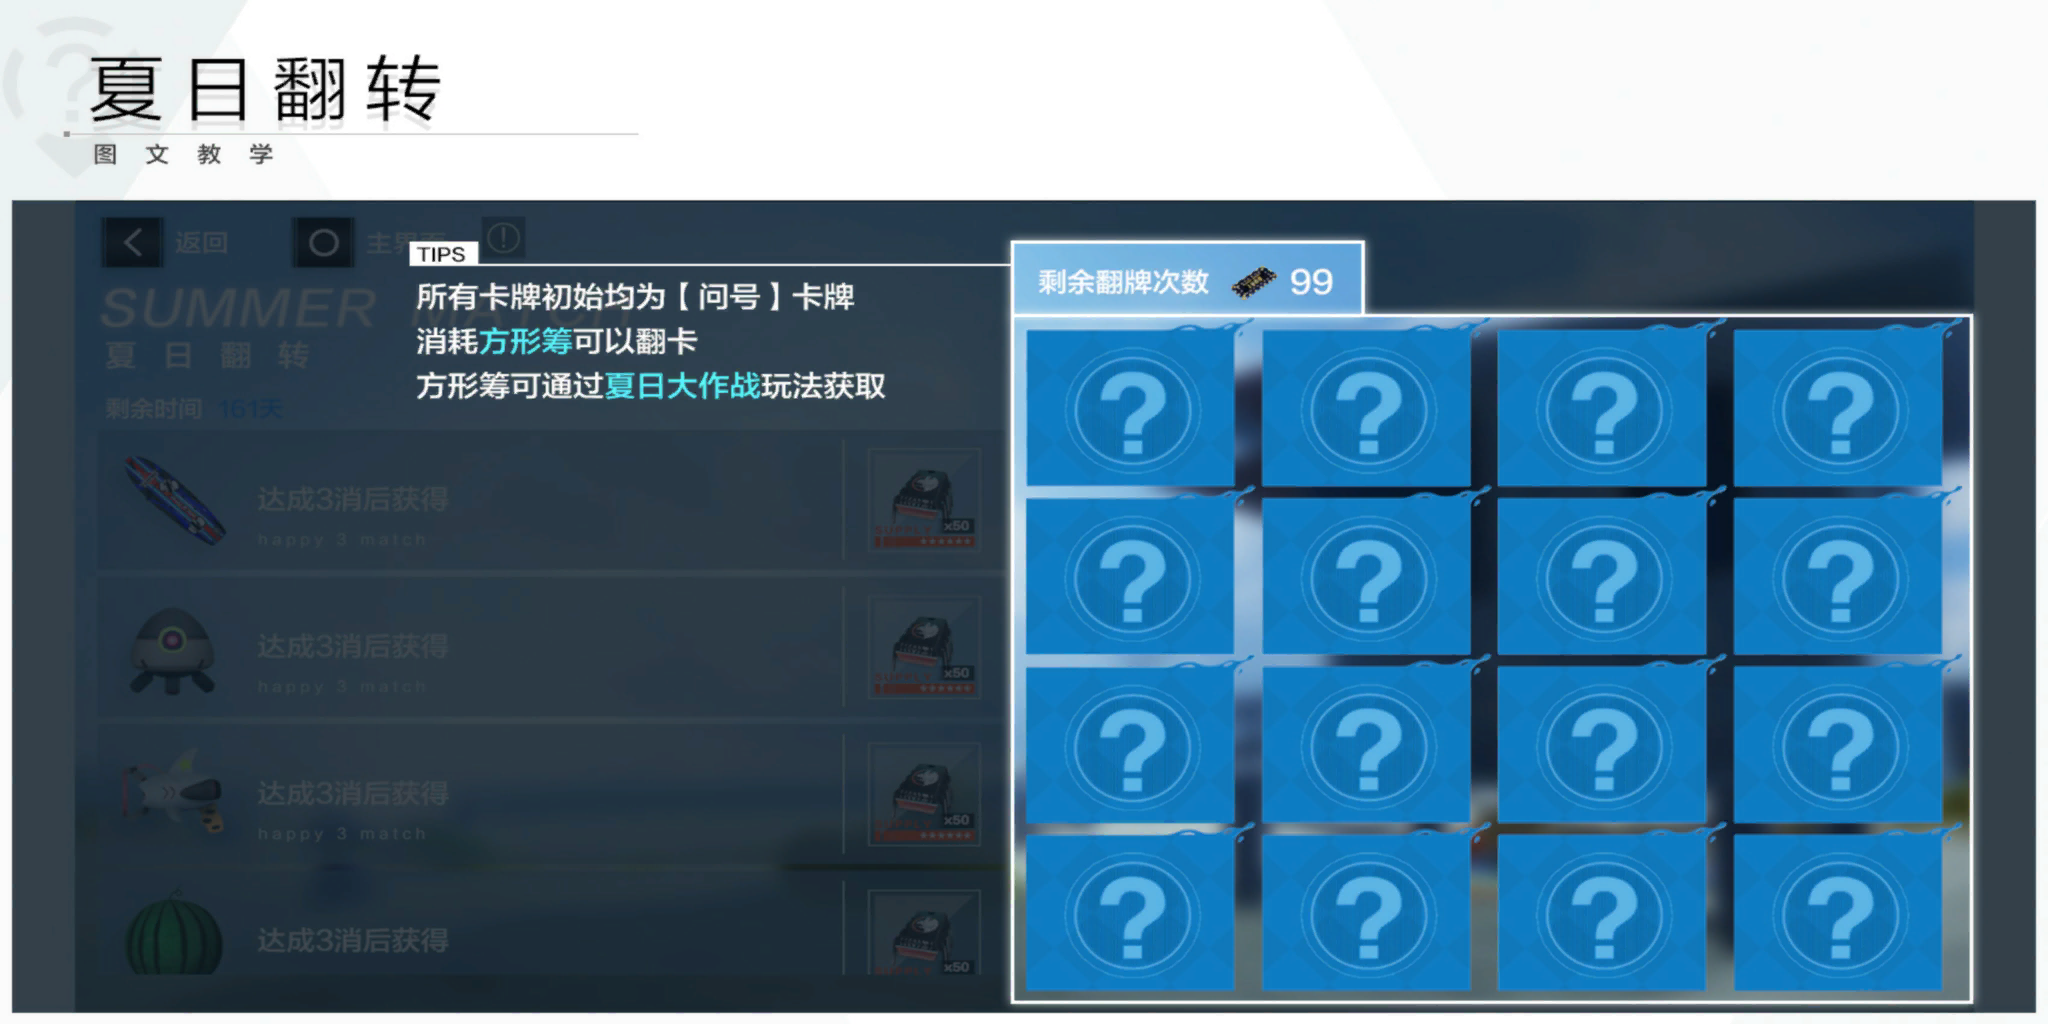 夏日翻转
图文教学
返回
主界面
TIPS
所有卡牌初始均为【问号】卡牌
消耗方形筹可以翻卡
方形筹可通过夏日大作战玩法获取
SUMMER
夏日翻转
剩余时间 161天
达成3消后获得
happy 3 match
SUPPLY
x50
达成3消后获得
happy 3 match
SUPPLY
x50
达成3消后获得
happy 3 match
SUPPLY
x50
达成3消后获得
SUPPLY
x50
剩余翻牌次数 99
? ? ? ?
? ? ? ?
? ? ? ?
? ? ? ?